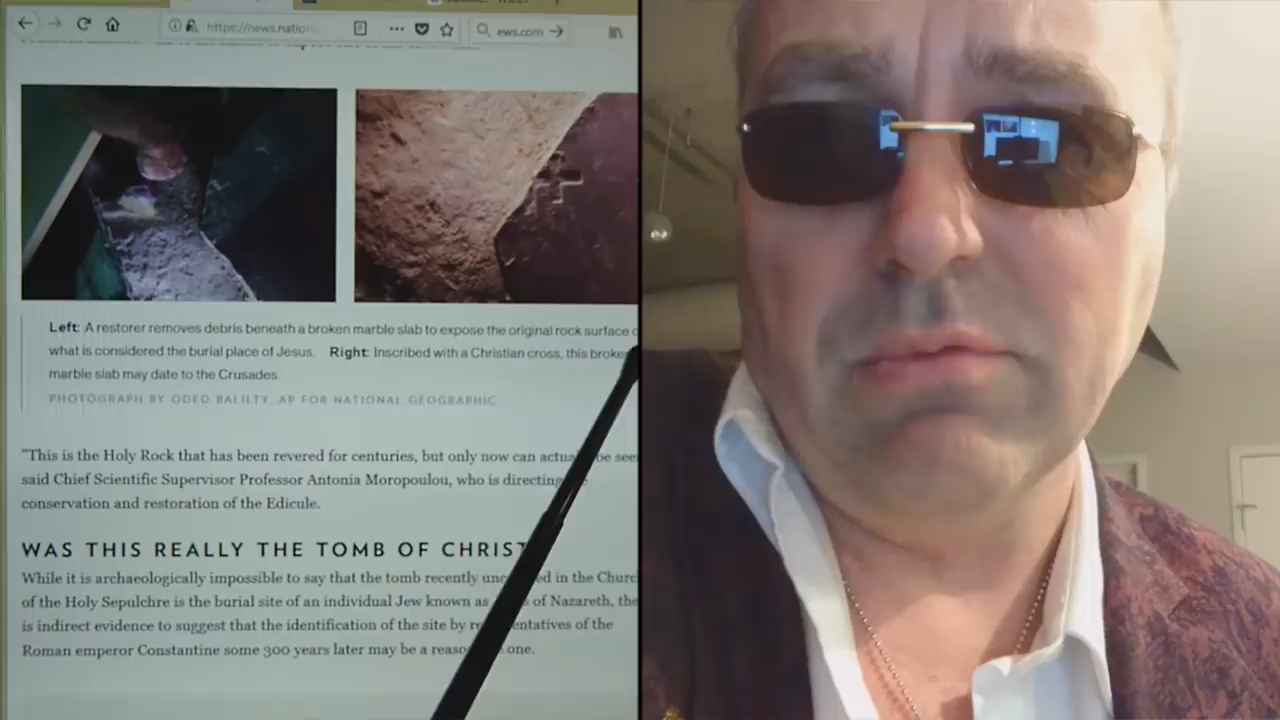 https://news.nation
ews.com
Left: A restorer removes debris beneath a broken marble slab to expose the original rock surface
what is considered the burial place of Jesus. Right: Inscribed with a Christian cross, this broke
marble slab may date to the Crusades.
PHOTOGRAPH BY ODED BALILTY, AP FOR NATIONAL GEOGRAPHIC
"This is the Holy Rock that has been revered for centuries, but only now can actua be see
said Chief Scientific Supervisor Professor Antonia Moropoulou, who is directing
conservation and restoration of the Edicule.
WAS THIS REALLY THE TOMB OF CHRIST
While it is archaeologically impossible to say that the tomb recently unc ed in the Churc
of the Holy Sepulchre is the burial site of an individual Jew known as of Nazareth, the
is indirect evidence to suggest that the identification of the site by re entatives of the
Roman emperor Constantine some 300 years later may be a reaso one.